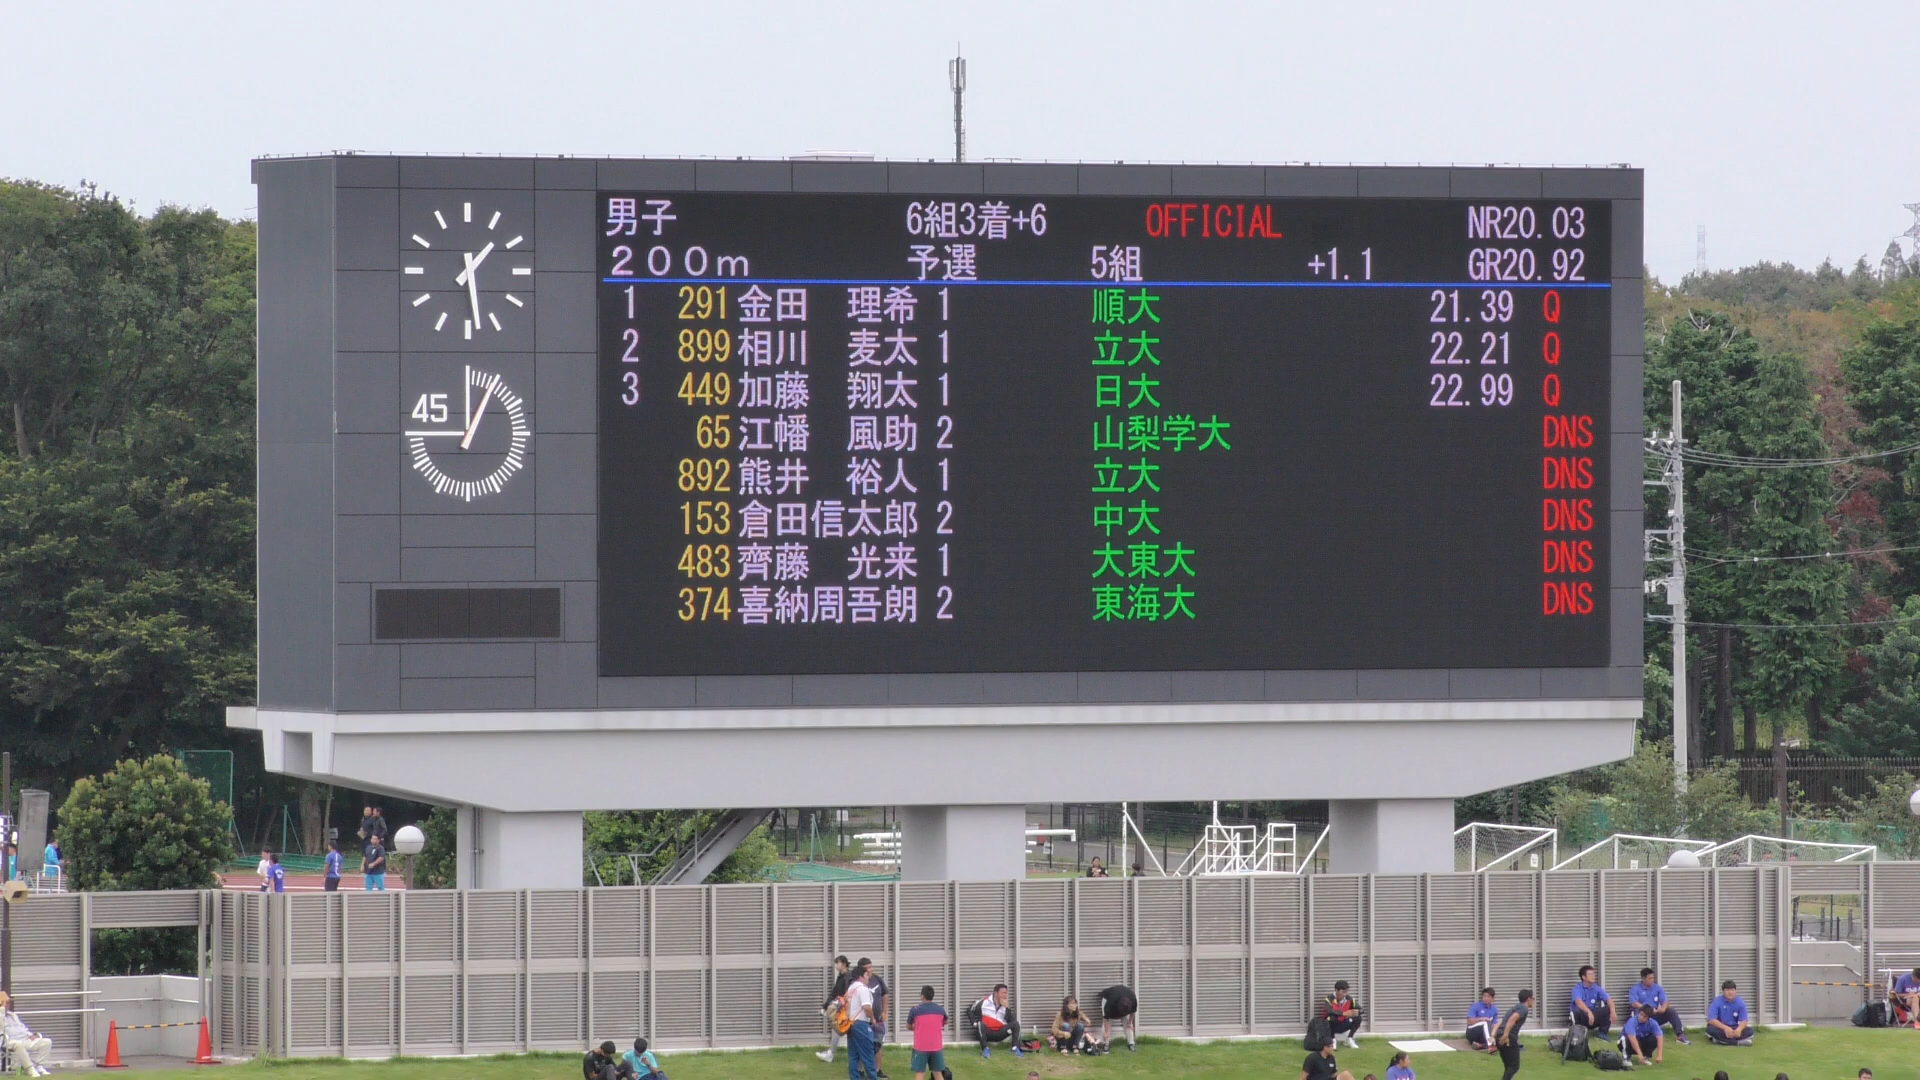 男子 6組3着+6 OFFICIAL NR20.03
200m 予選 5組 +1.1 GR20.92
1 291 金田 理希 1 順大 21.39 Q
2 899 相川 麦太 1 立大 22.21 Q
3 449 加藤 翔太 1 日大 22.99 Q
65 江幡 風助 2 山梨学大 DNS
892 熊井 裕人 1 立大 DNS
153 倉田信太郎 2 中大 DNS
483 齊藤 光来 1 大東大 DNS
374 喜納周吾朗 2 東海大 DNS
45